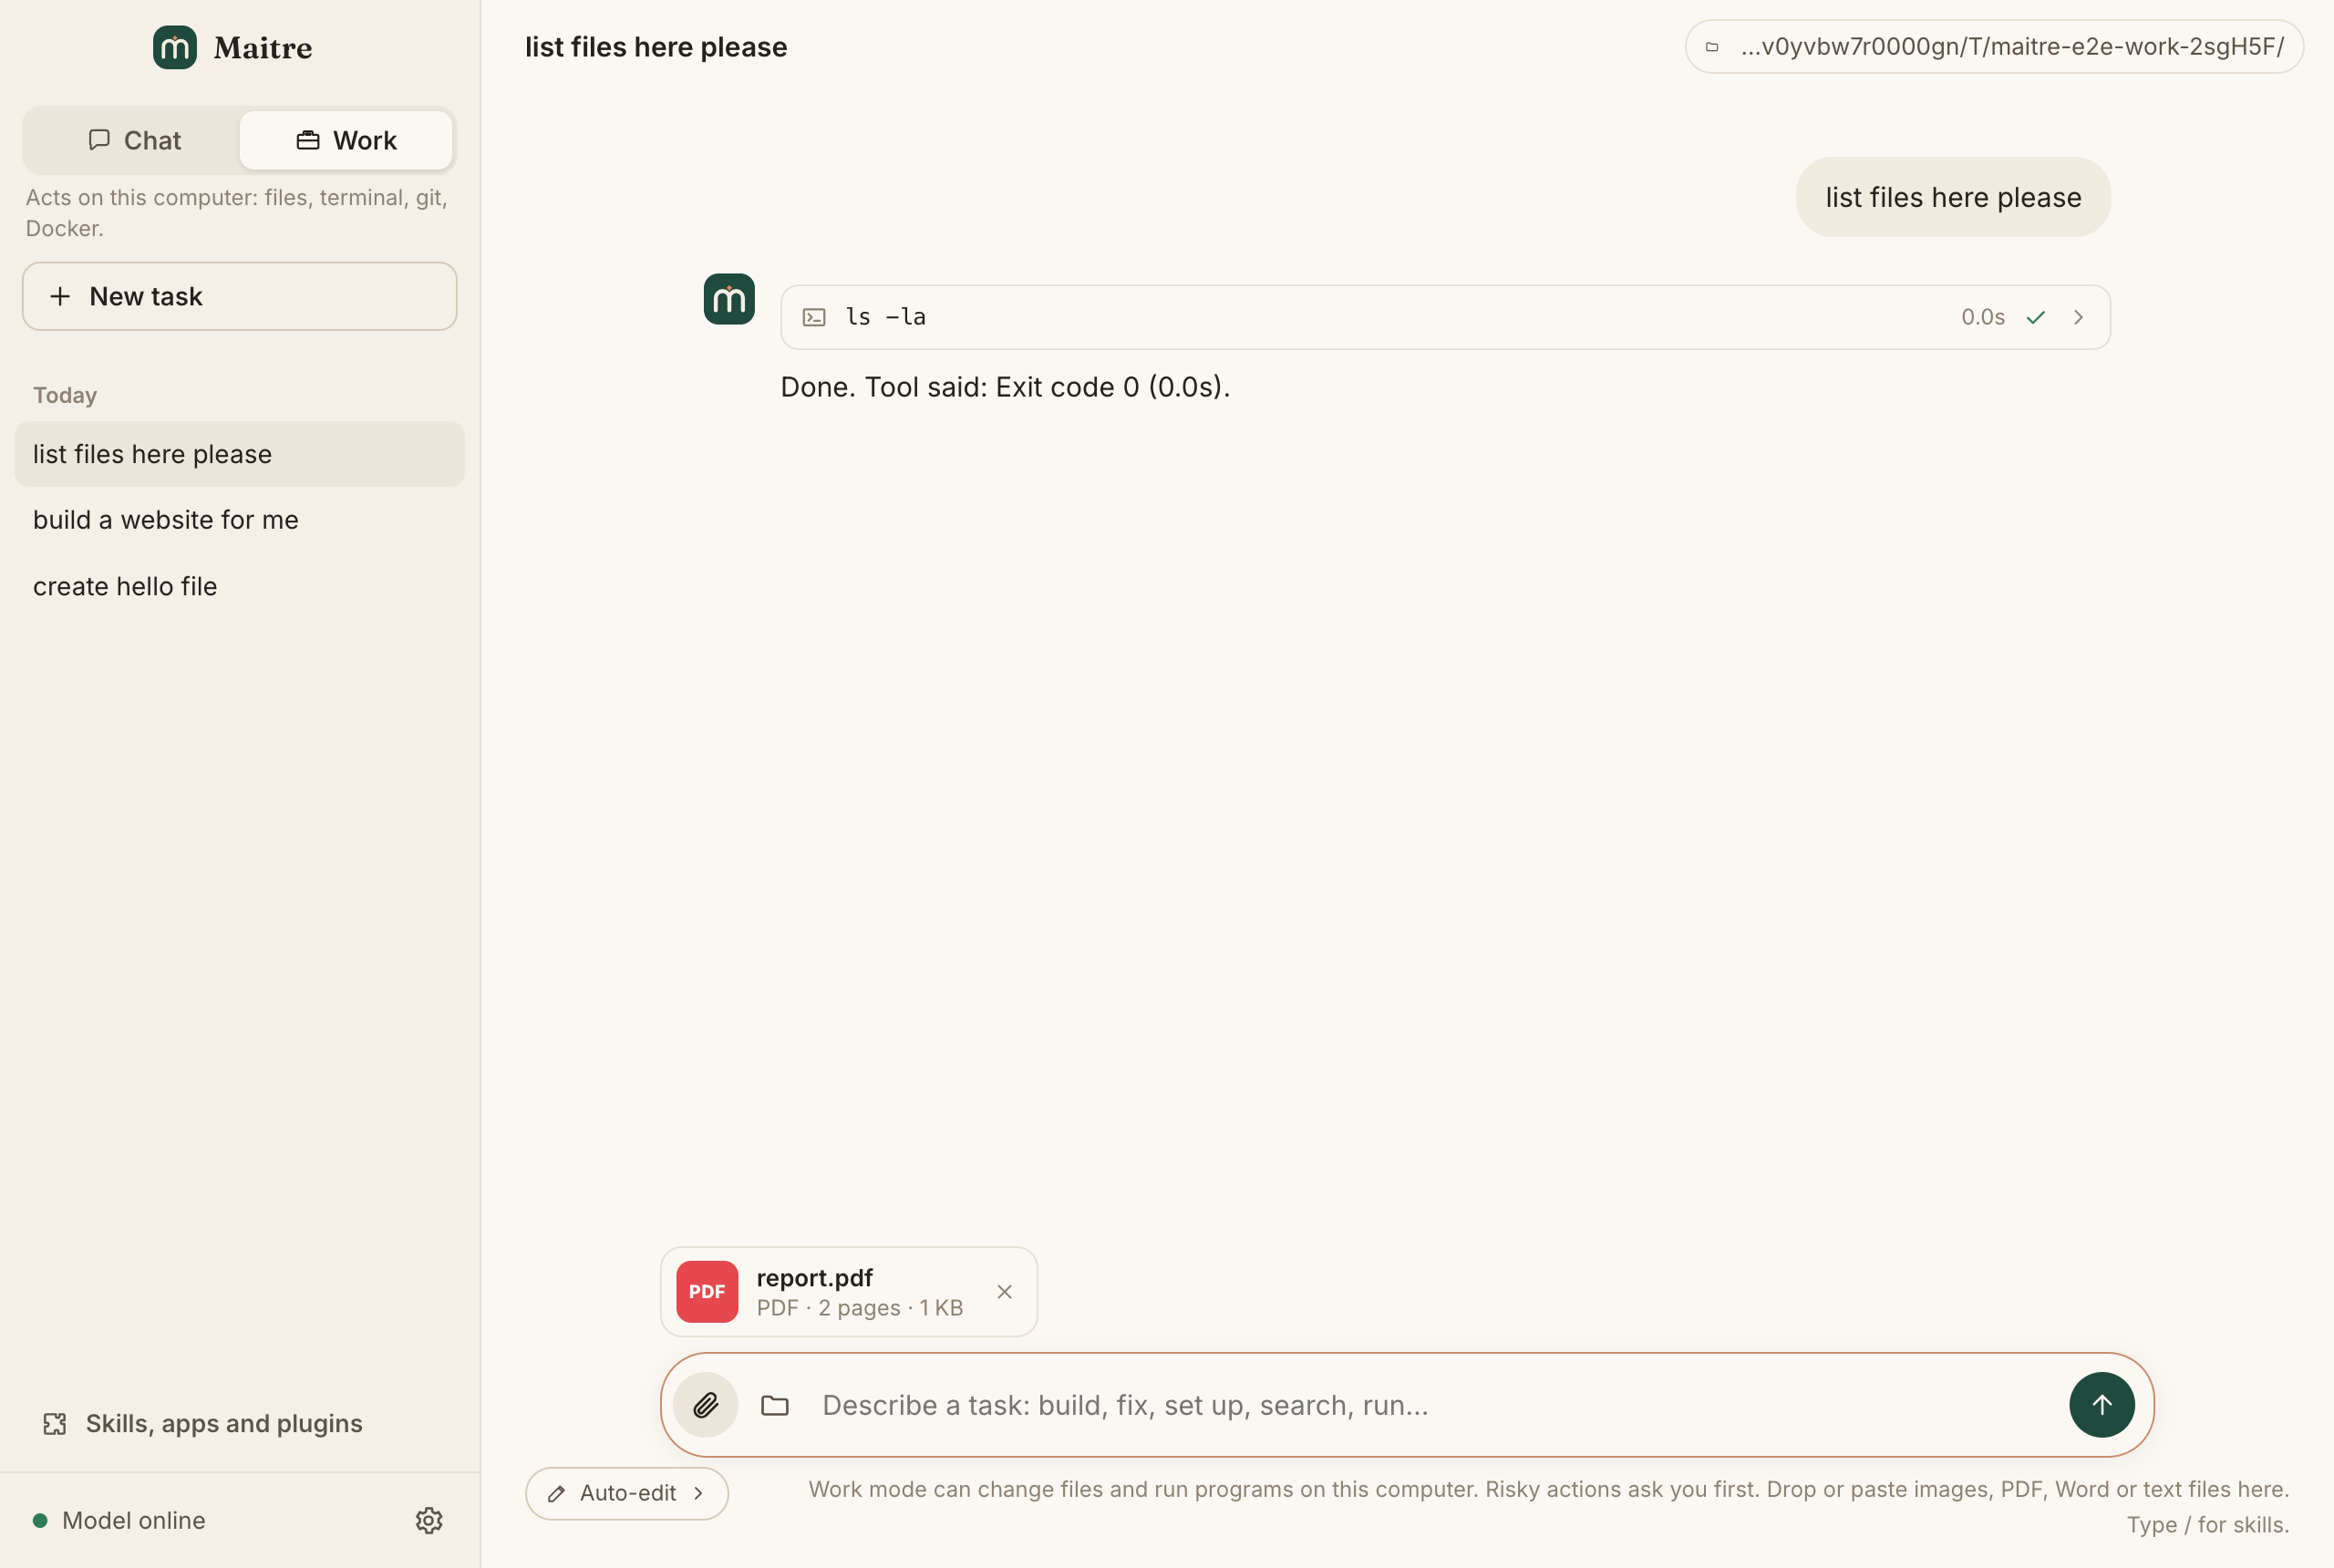 Maitre
Chat
Work
Acts on this computer: files, terminal, git,
Docker.
New task
Today
list files here please
build a website for me
create hello file
Skills, apps and plugins
Model online
list files here please
...v0yvbw7r0000gn/T/maitre-e2e-work-2sgH5F/
list files here please
ls -la
0.0s
Done. Tool said: Exit code 0 (0.0s).
PDF
report.pdf
PDF · 2 pages · 1 KB
Describe a task: build, fix, set up, search, run...
Auto-edit
Work mode can change files and run programs on this computer. Risky actions ask you first. Drop or paste images, PDF, Word or text files here.
Type / for skills.